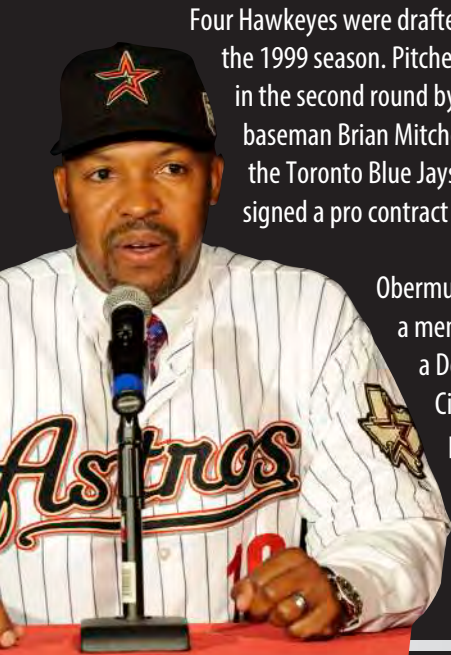 Four Hawkeyes were drafte
the 1999 season. Pitche
in the second round by
baseman Brian Mitch
the Toronto Blue Jays
signed a pro contract
Obermu
a mer
a D
Ci
Astros